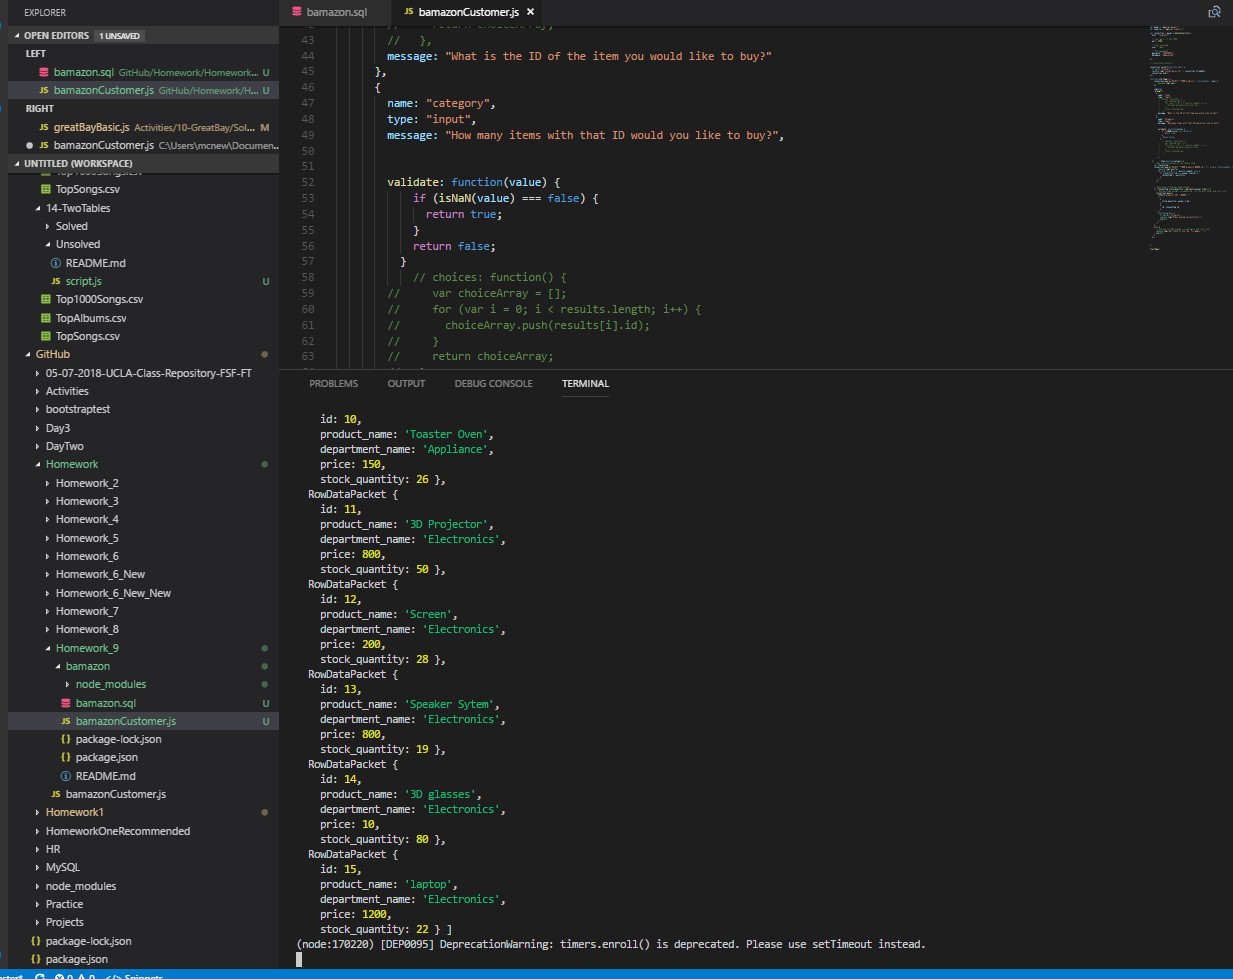 EXPLORER
OPEN EDITORS 1 UNSAVED
LEFT
bamazon.sql GitHub/Homework/Homework... U
JS bamazonCustomer.js GitHub/Homework/H... U
RIGHT
JS greatBayBasic.js Activities/10-GreatBay/Sol... M
JS bamazonCustomer.js C:\Users\mcnew\Documen...
UNTITLED (WORKSPACE)
Top1000Songs.csv
TopSongs.csv
14-TwoTables
Solved
Unsolved
README.md
JS script.js U
Top1000Songs.csv
TopAlbums.csv
TopSongs.csv
GitHub
05-07-2018-UCLA-Class-Repository-FSF-FT
Activities
bootstraptest
Day3
DayTwo
Homework
Homework_2
Homework_3
Homework_4
Homework_5
Homework_6
Homework_6_New
Homework_6_New_New
Homework_7
Homework_8
Homework_9
bamazon
node_modules
bamazon.sql U
JS bamazonCustomer.js U
{} package-lock.json
{} package.json
README.md
JS bamazonCustomer.js
Homework1
HomeworkOneRecommended
HR
MySQL
node_modules
Practice
Projects
{} package-lock.json
{} package.json
bamazon.sql
JS bamazonCustomer.js ×
42 // return choiceArray;
43 // },
44 message: "What is the ID of the item you would like to buy?"
45 },
46 {
47 name: "category",
48 type: "input",
49 message: "How many items with that ID would you like to buy?",
50
51
52 validate: function(value) {
53 if (isNaN(value) === false) {
54 return true;
55 }
56 return false;
57 }
58 // choices: function() {
59 // var choiceArray = [];
60 // for (var i = 0; i < results.length; i++) {
61 // choiceArray.push(results[i].id);
62 // }
63 // return choiceArray;
PROBLEMS OUTPUT DEBUG CONSOLE TERMINAL
id: 10,
product_name: 'Toaster Oven',
department_name: 'Appliance',
price: 150,
stock_quantity: 26 },
RowDataPacket {
id: 11,
product_name: '3D Projector',
department_name: 'Electronics',
price: 800,
stock_quantity: 50 },
RowDataPacket {
id: 12,
product_name: 'Screen',
department_name: 'Electronics',
price: 200,
stock_quantity: 28 },
RowDataPacket {
id: 13,
product_name: 'Speaker Sytem',
department_name: 'Electronics',
price: 800,
stock_quantity: 19 },
RowDataPacket {
id: 14,
product_name: '3D glasses',
department_name: 'Electronics',
price: 10,
stock_quantity: 80 },
RowDataPacket {
id: 15,
product_name: 'laptop',
department_name: 'Electronics',
price: 1200,
stock_quantity: 22 } ]
(node:170220) [DEP0095] DeprecationWarning: timers.enroll() is deprecated. Please use setTimeout instead.
0 0 </> Snippets